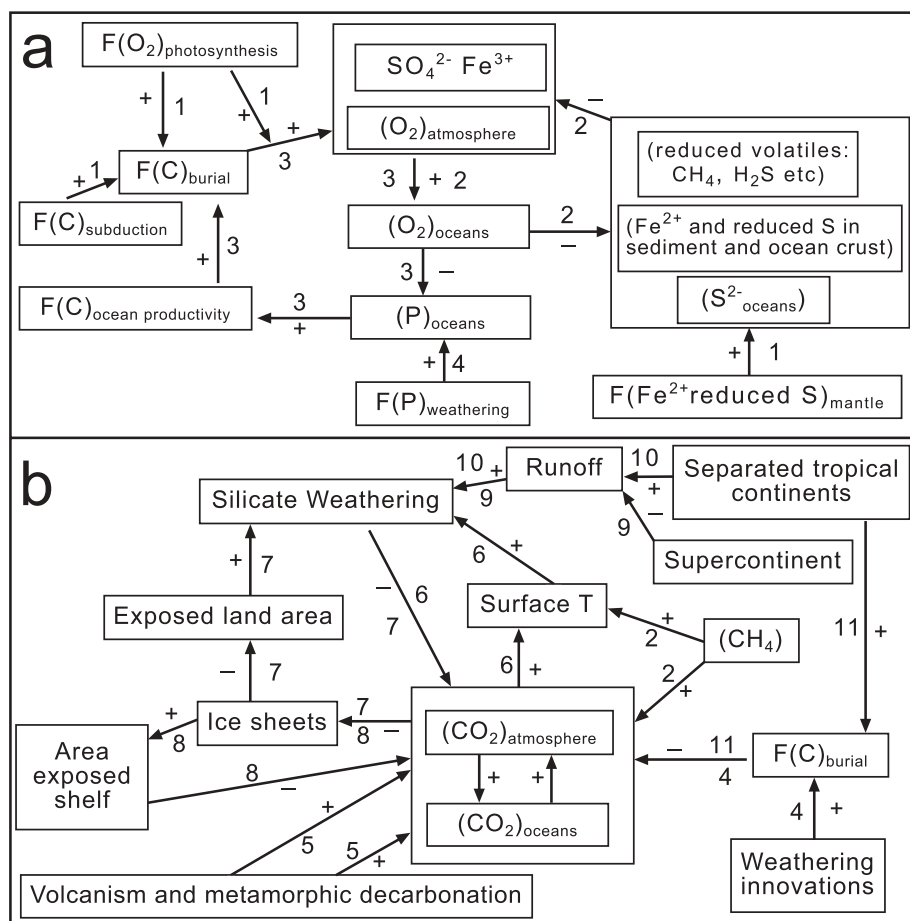 a
F(O₂)photosynthesis
SO₄²⁻ Fe³⁺
(O₂)atmosphere
+ 1
1 +
+
3
−
2
F(C)burial
+1
F(C)subduction
3 + 2
(reduced volatiles:
CH₄, H₂S etc)
(O₂)oceans
2
−
(Fe²⁺ and reduced S in
sediment and ocean crust)
+ 3
3 −
(S²⁻oceans)
F(C)ocean productivity
3
+
(P)oceans
+ 4
+ 1
F(P)weathering
F(Fe²⁺reduced S)mantle
b
Silicate Weathering
10 +
9
Runoff
10
+
−
9
Separated tropical
continents
Supercontinent
+ 7
6 +
− 6
7
Exposed land area
Surface T
+
2
(CH₄)
11 +
− 7
6 +
2
+
Area
exposed
shelf
+
8
Ice sheets
7
8 −
(CO₂)atmosphere
+ +
(CO₂)oceans
− 11
4
F(C)burial
8
−
+
5
5
+
4 +
Volcanism and metamorphic decarbonation
Weathering
innovations